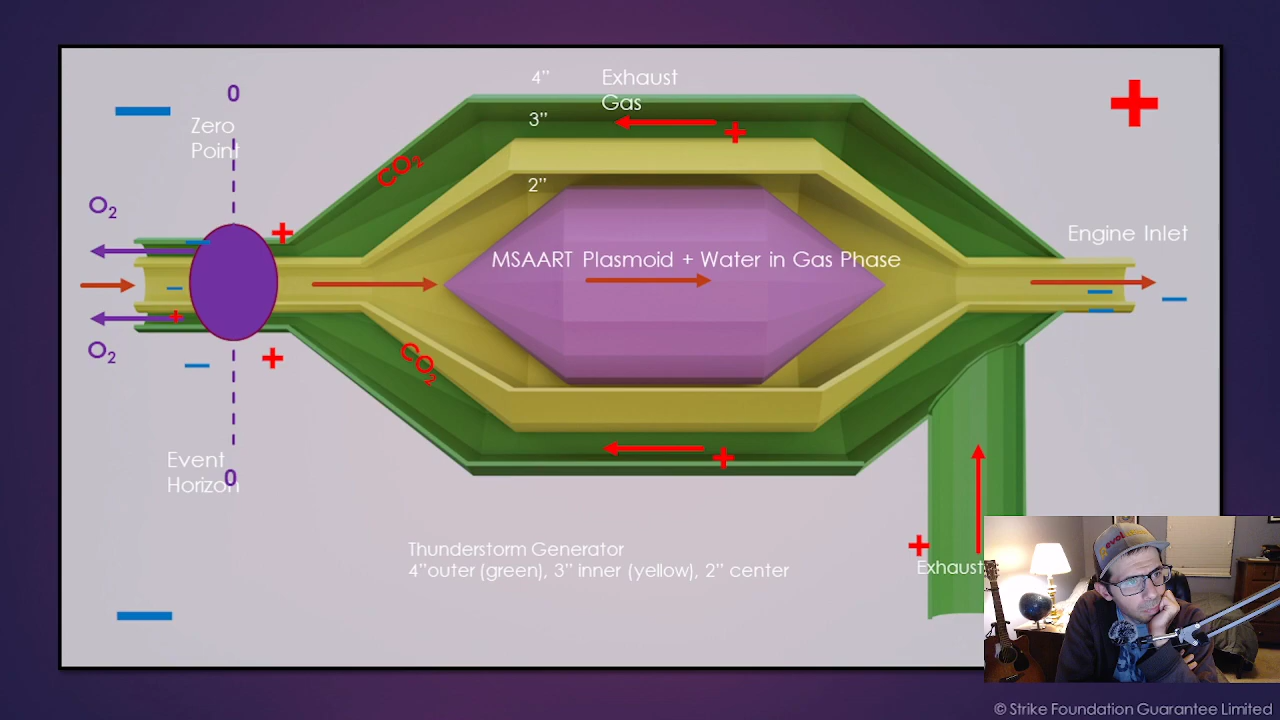 4”
Exhaust
Gas
0
3”
Zero
Point
CO2
2”
O2
Engine Inlet
MSAART Plasmoid + Water in Gas Phase
O2
CO2
Event
Horizon
0
Thunderstorm Generator
4”outer (green), 3” inner (yellow), 2” center
Exhaust
© Strike Foundation Guarantee Limited